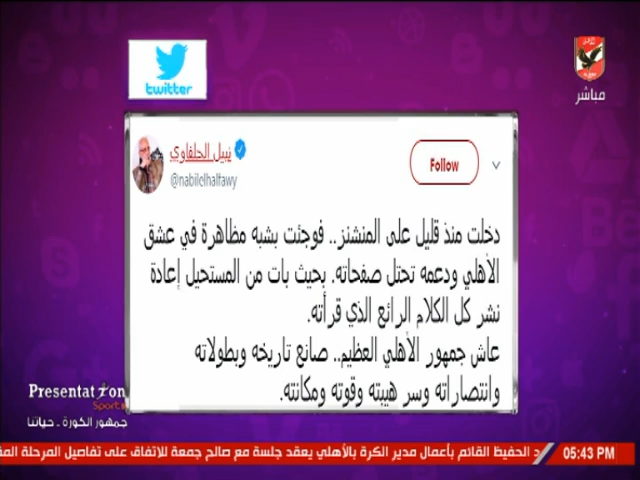 twitter
مباشر
نبيل الحلفاوي
@nabilelhalfawy
Follow
دخلت منذ قليل على المنشنز.. فوجئت بشبه مظاهرة في عشق
الأهلي ودعمه تحتل صفحاته. بحيث بات من المستحيل إعادة
نشر كل الكلام الرائع الذي قرأته.
عاش جمهور الأهلي العظيم.. صانع تاريخه وبطولاته
وانتصاراته وسر هيبته وقوته ومكانته.
Presentation
Sports
جمهور الكورة - حياتنا
د الحفيظ القائم بأعمال مدير الكرة بالأهلي يعقد جلسة مع صالح جمعة للاتفاق على تفاصيل المرحلة المق
05:43 PM